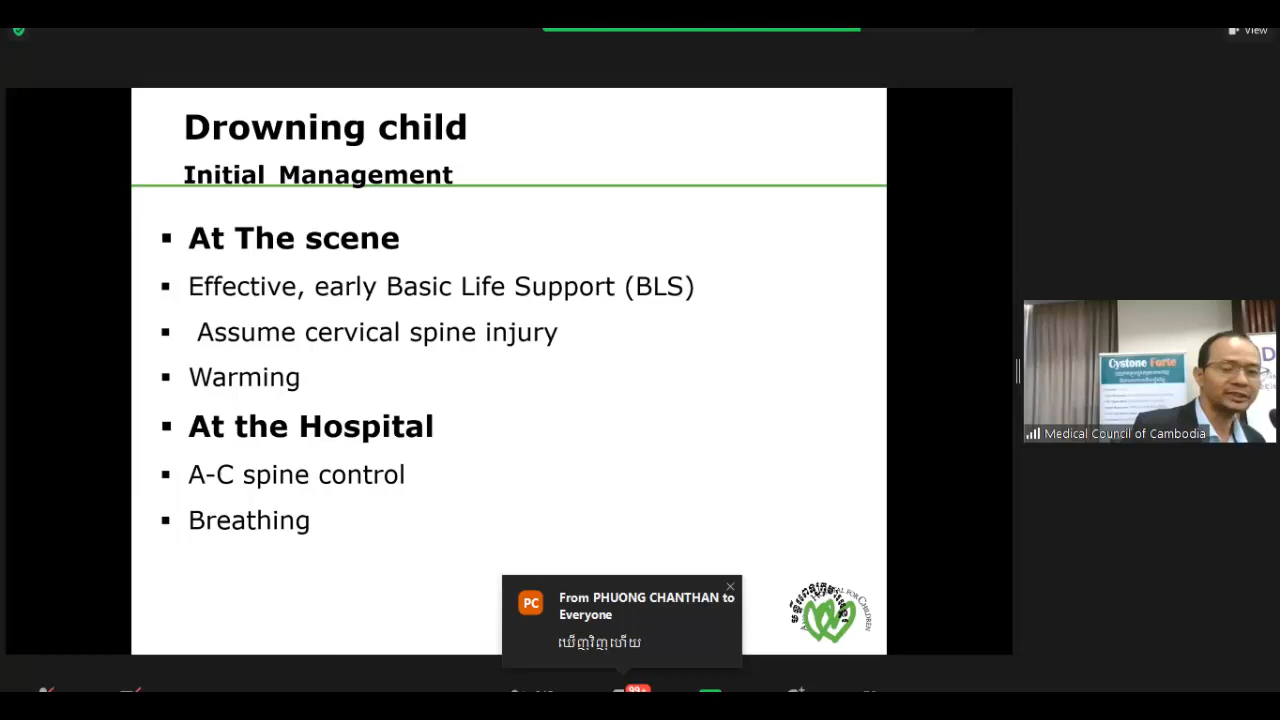 View
Drowning child
Initial Management
▪ At The scene
▪ Effective, early Basic Life Support (BLS)
▪ Assume cervical spine injury
▪ Warming
▪ At the Hospital
▪ A-C spine control
▪ Breathing
Cystone Forte
Medical Council of Cambodia
PC
From PHUONG CHANTHAN to
Everyone
ឃើញវិញហើយ
99+